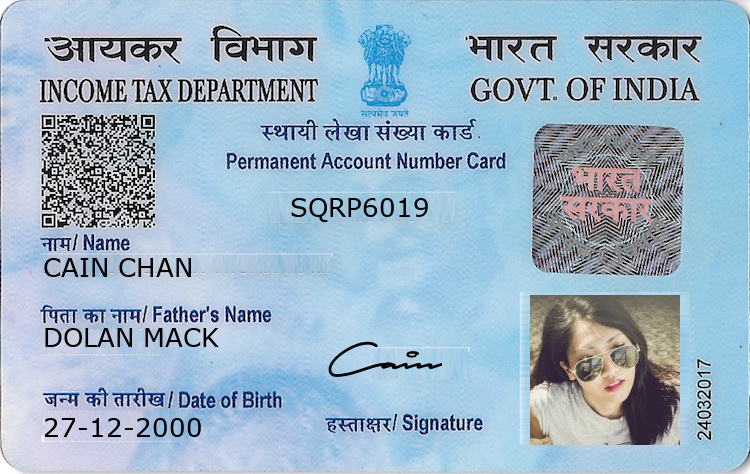 आयकर विभाग
INCOME TAX DEPARTMENT
सत्यमेव जयते
भारत सरकार
GOVT. OF INDIA
स्थायी लेखा संख्या कार्ड
Permanent Account Number Card
SQRP6019
भारत
सरकार
नाम/ Name
CAIN CHAN
पिता का नाम/ Father's Name
DOLAN MACK
जन्म की तारीख/ Date of Birth
27-12-2000
Cain
हस्ताक्षर/ Signature
24032017